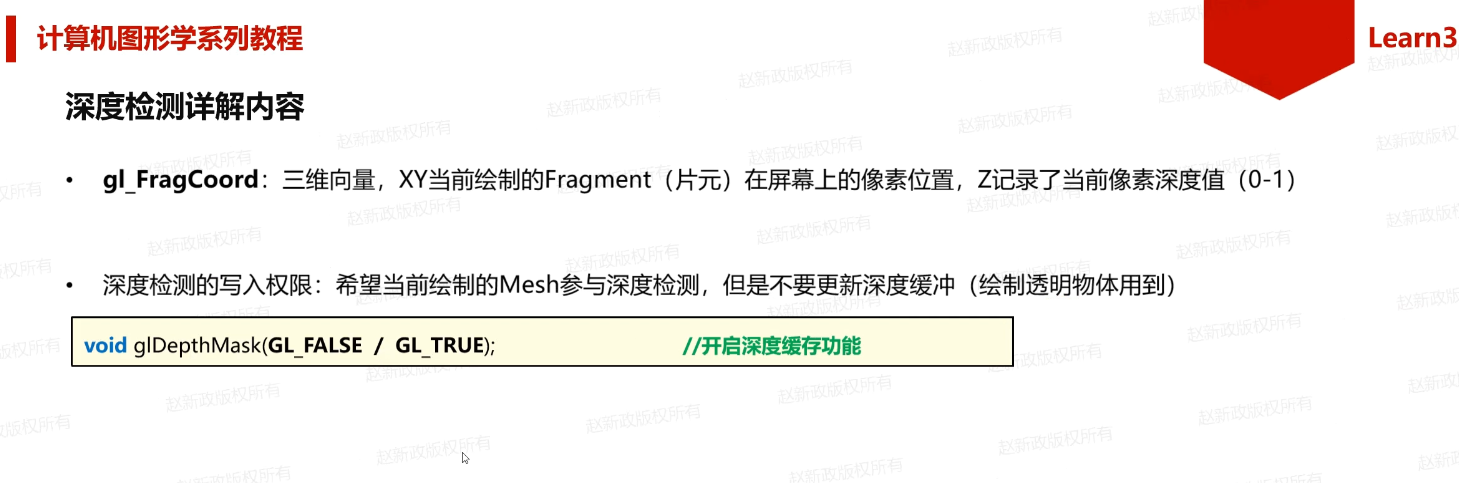 计算机图形学系列教程
Learn3
深度检测详解内容
• gl_FragCoord：三维向量，XY当前绘制的Fragment（片元）在屏幕上的像素位置，Z记录了当前像素深度值（0-1）
• 深度检测的写入权限：希望当前绘制的Mesh参与深度检测，但是不要更新深度缓冲（绘制透明物体用到）
void glDepthMask(GL_FALSE / GL_TRUE); //开启深度缓存功能
赵新政版权所有